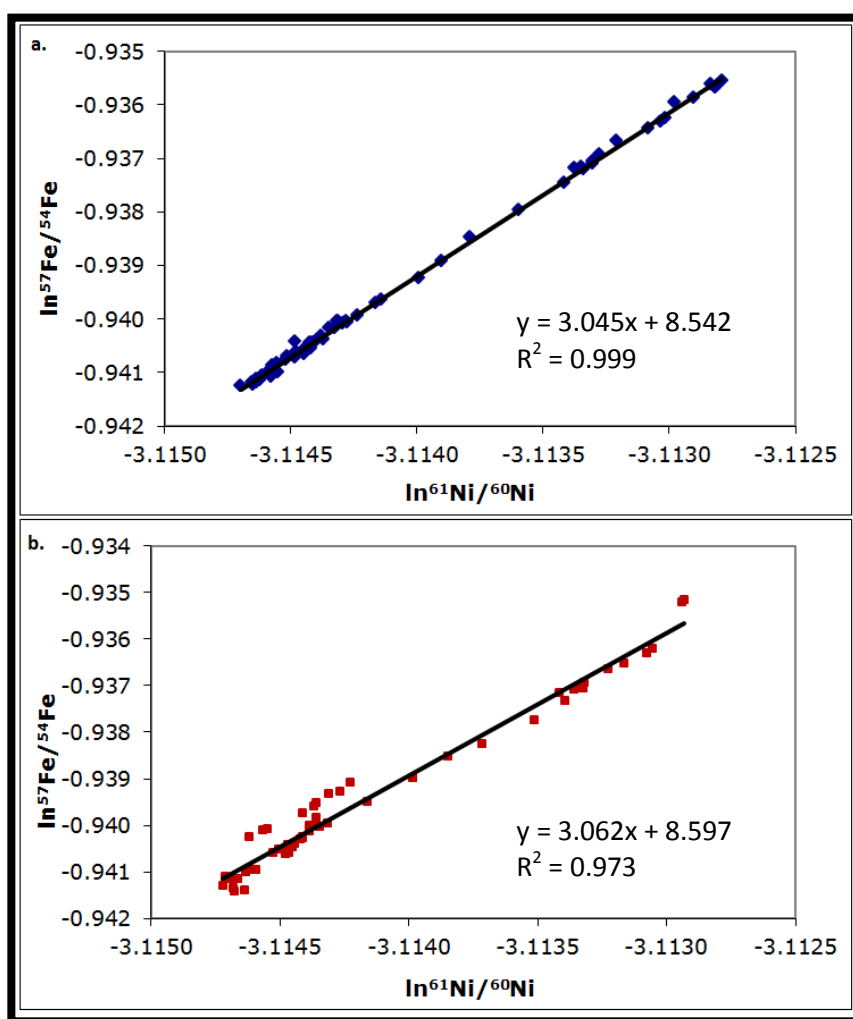 a.
-0.935
-0.936
-0.937
-0.938
-0.939
-0.940
-0.941
-0.942
ln⁵⁷Fe/⁵⁴Fe
y = 3.045x + 8.542
R² = 0.999
-3.1150 -3.1145 -3.1140 -3.1135 -3.1130 -3.1125
ln⁶¹Ni/⁶⁰Ni
b.
-0.934
-0.935
-0.936
-0.937
-0.938
-0.939
-0.940
-0.941
-0.942
ln⁵⁷Fe/⁵⁴Fe
y = 3.062x + 8.597
R² = 0.973
-3.1150 -3.1145 -3.1140 -3.1135 -3.1130 -3.1125
ln⁶¹Ni/⁶⁰Ni